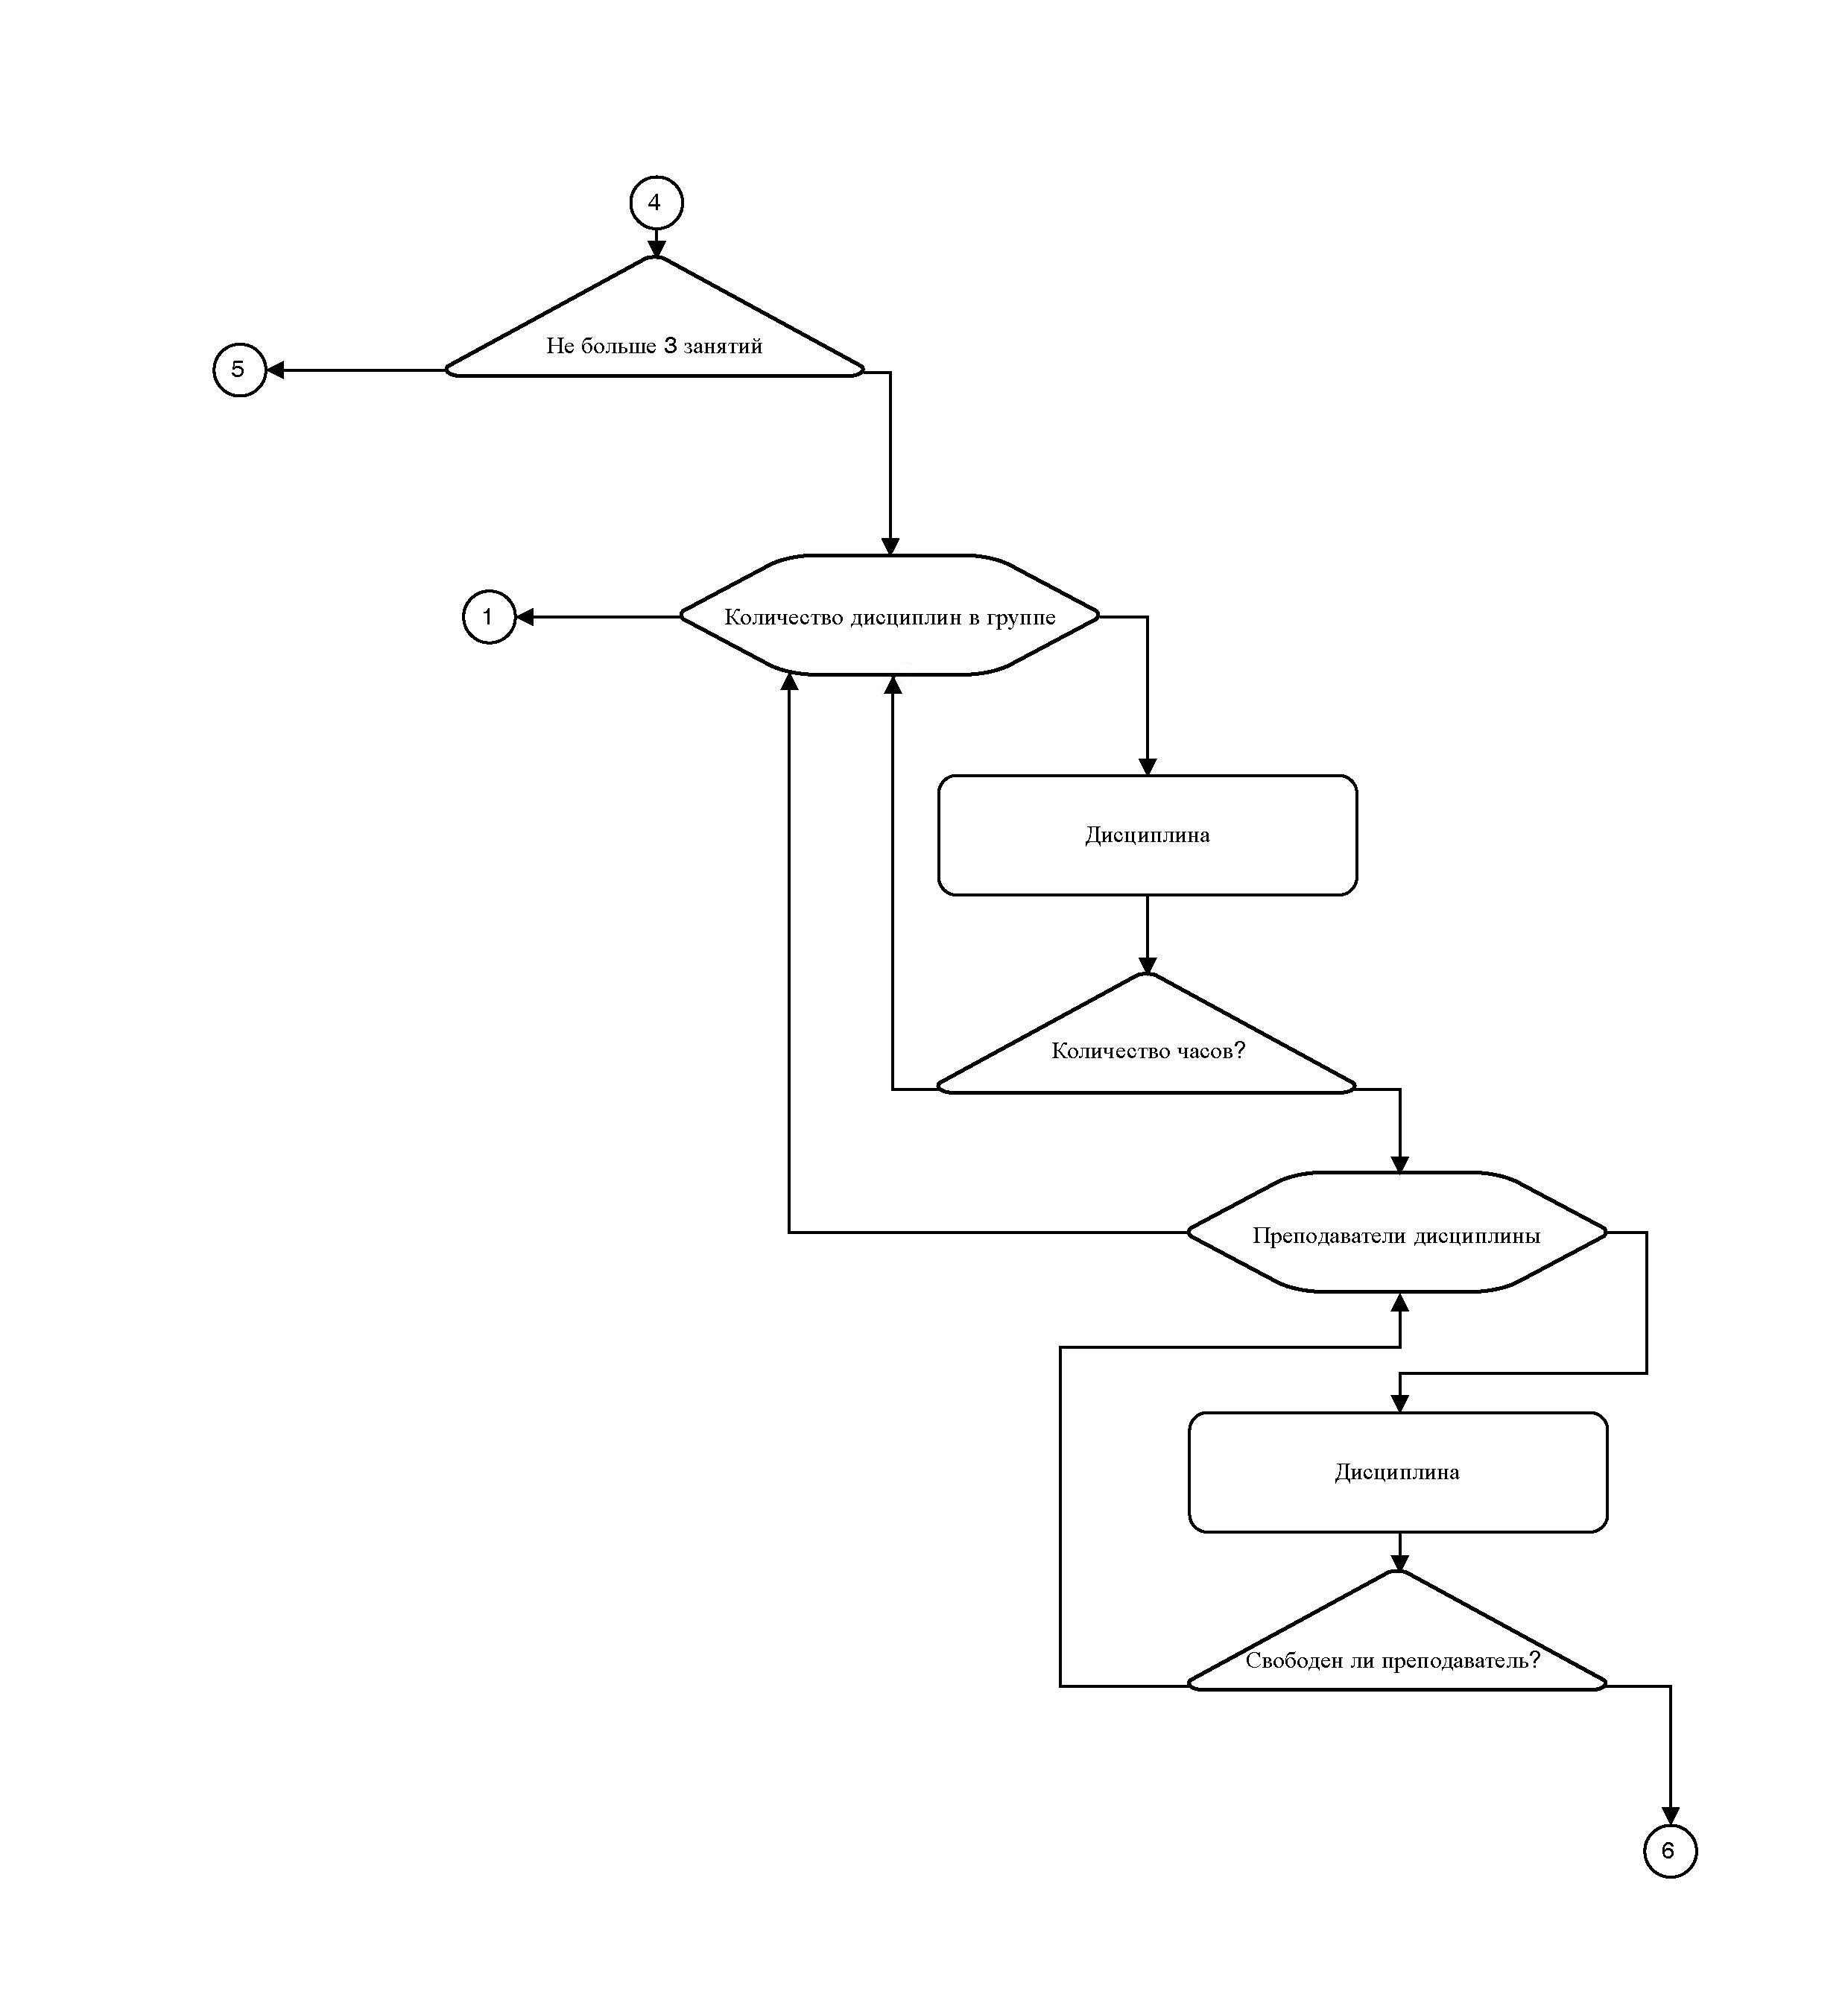 4
Не больше 3 занятий
5
Количество дисциплин в группе
1
Дисциплина
Количество часов?
Преподаватели дисциплины
Дисциплина
Свободен ли преподаватель?
6